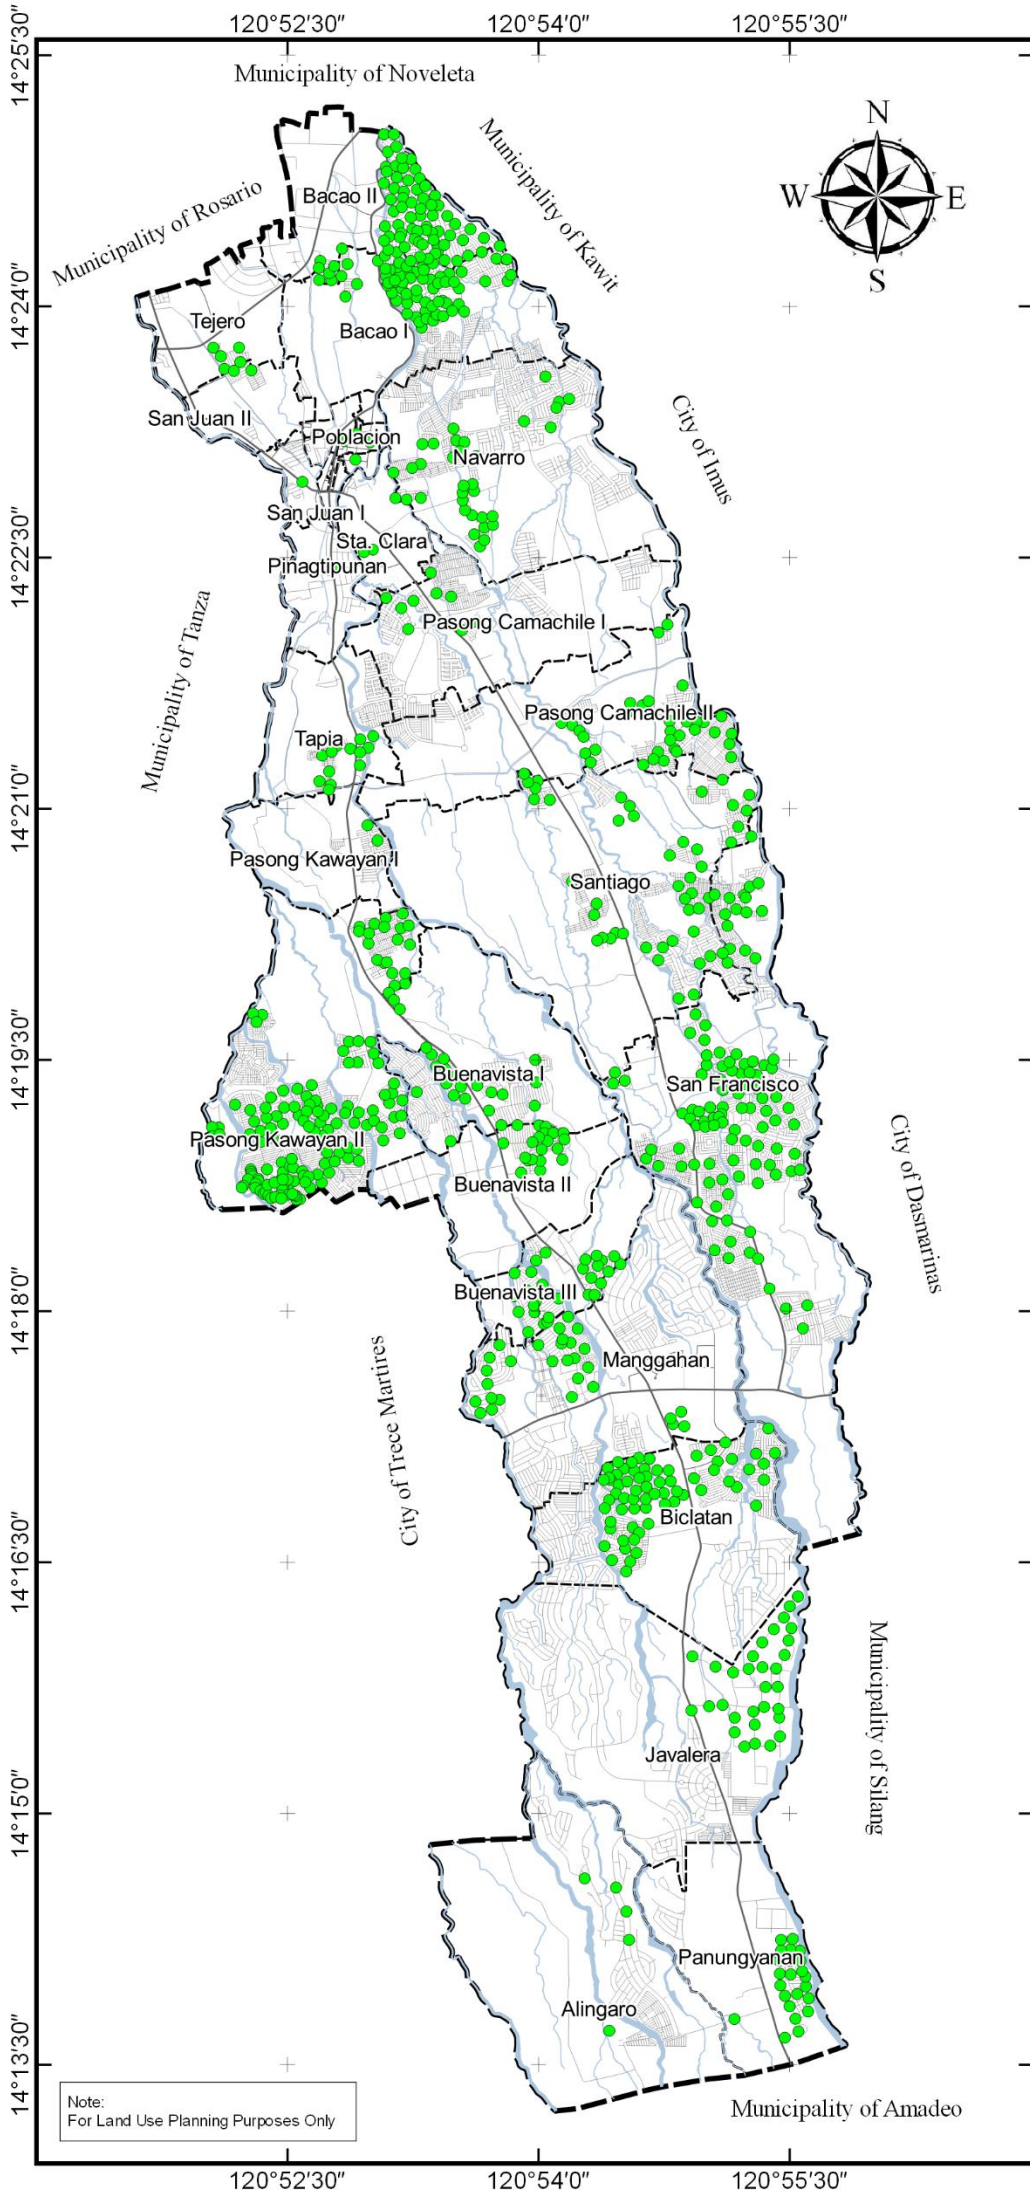 120°52'30"
120°54'0"
120°55'30"
14°25'30"
Municipality of Noveleta
N
W
E
S
Municipality of Kawit
Municipality of Rosario
Bacao II
14°24'0"
Tejero
Bacao I
San Juan II
City of Imus
Poblacion
Navarro
San Juan I
14°22'30"
Sta. Clara
Pinagtipunan
Municipality of Tanza
Pasong Camachile I
Pasong Camachile II
Tapia
14°21'0"
Pasong Kawayan I
Santiago
14°19'30"
Buenavista I
San Francisco
Pasong Kawayan II
City of Dasmarinas
Buenavista II
14°18'0"
Buenavista III
City of Trece Martires
Manggahan
Biclatan
14°16'30"
Municipality of Silang
Javalera
14°15'0"
Panungyanan
Alingaro
14°13'30"
Note:
For Land Use Planning Purposes Only
Municipality of Amadeo
120°52'30"
120°54'0"
120°55'30"